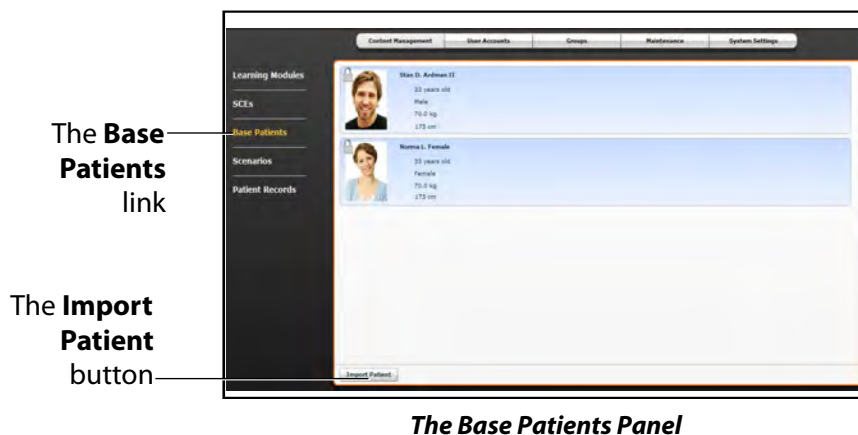 Content Management User Accounts Groups Maintenance System Settings
Learning Modules
SCEs
Base Patients
Scenarios
Patient Records
Stan D. Ardman II
33 years old
Male
70.0 kg
175 cm
Norma L. Female
33 years old
Female
70.0 kg
175 cm
Import Patient
The Base
Patients
link
The Import
Patient
button
The Base Patients Panel